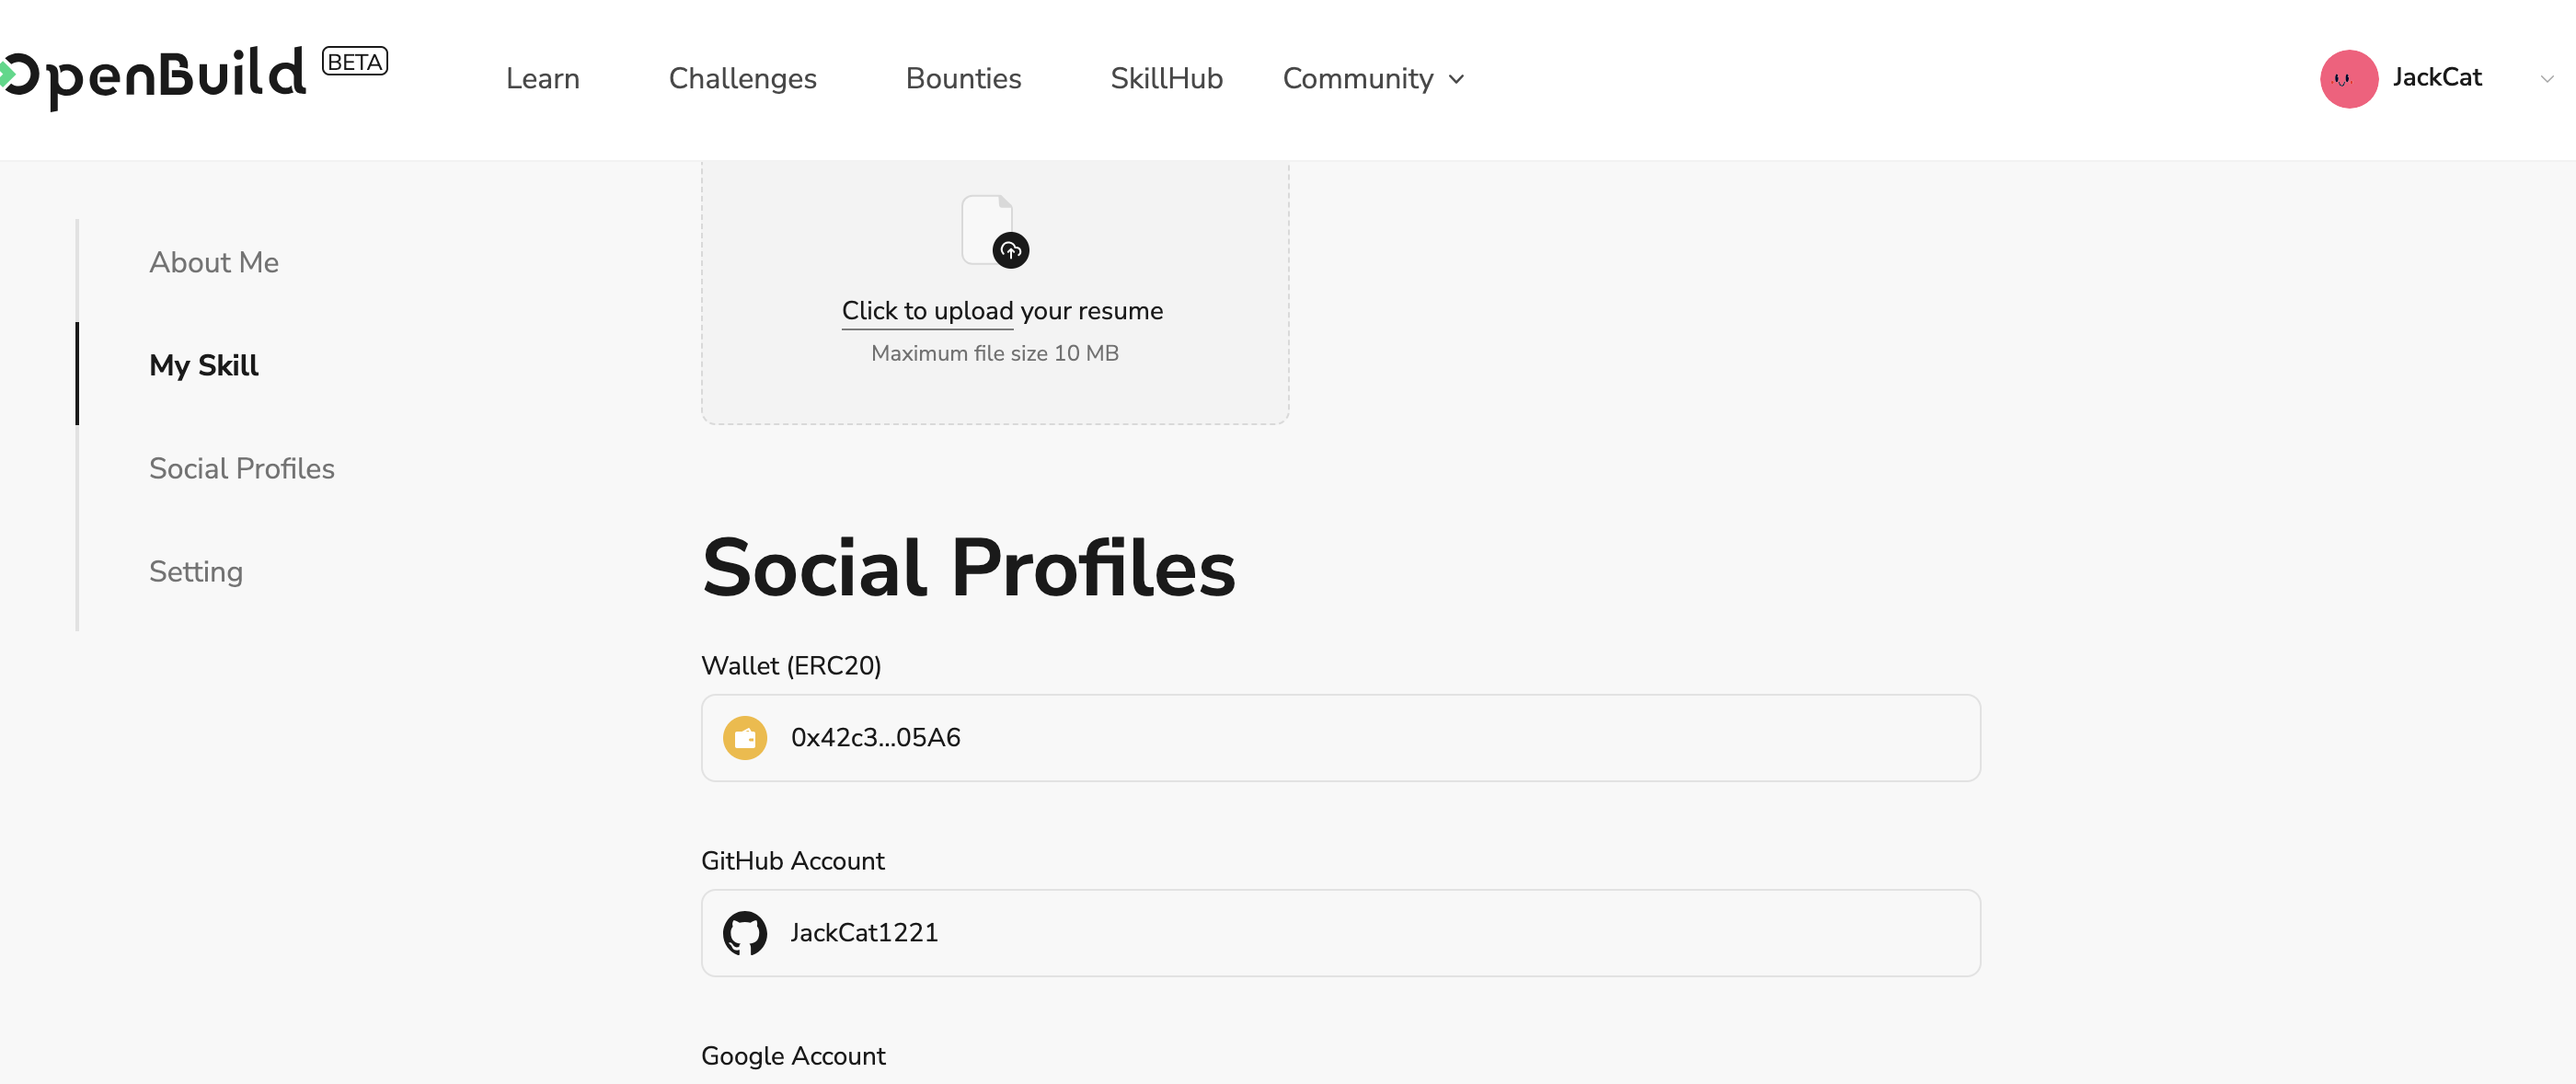 OpenBuild BETA
Learn
Challenges
Bounties
SkillHub
Community
JackCat
About Me
My Skill
Social Profiles
Setting
Click to upload your resume
Maximum file size 10 MB
Social Profiles
Wallet (ERC20)
0x42c3...05A6
GitHub Account
JackCat1221
Google Account